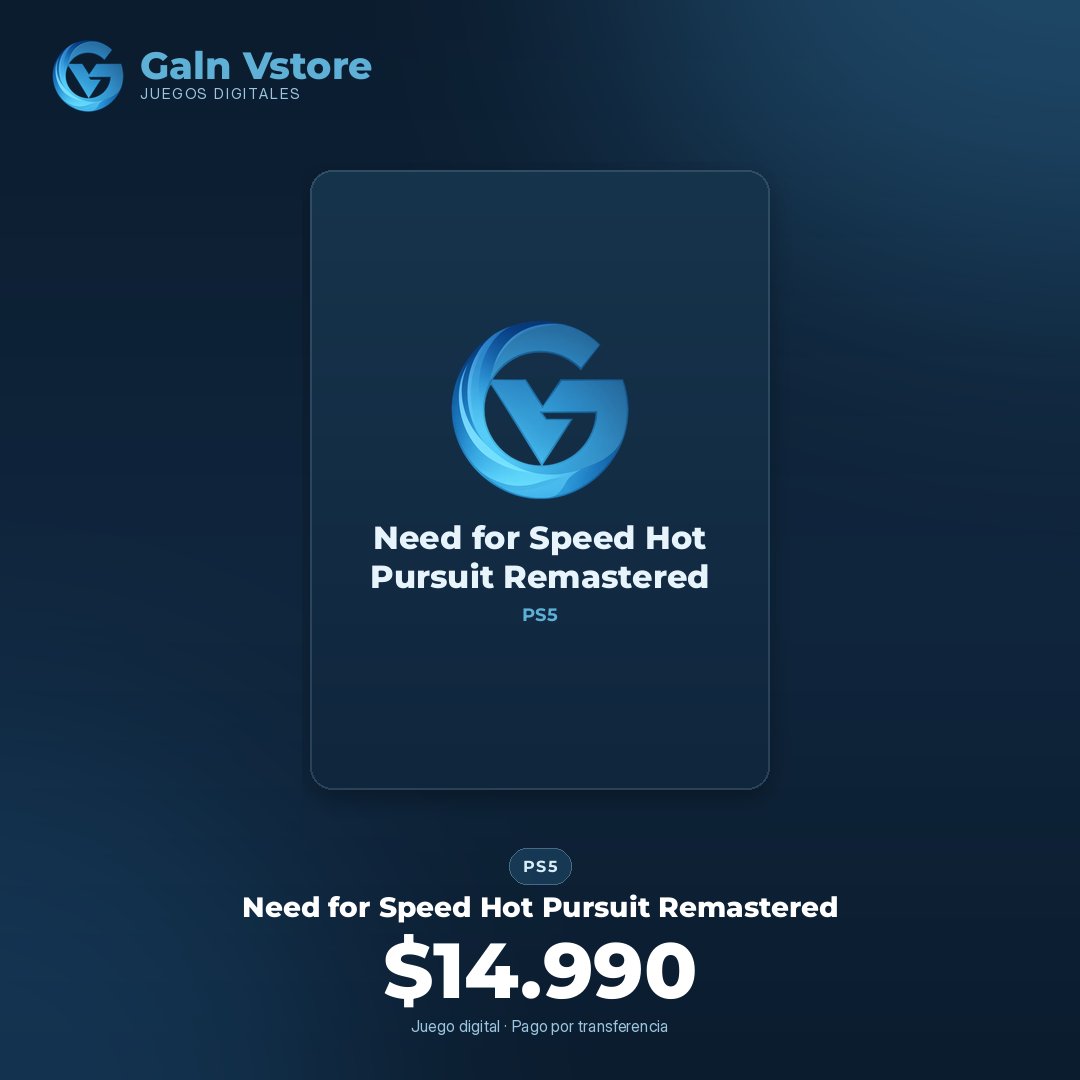 GaIn Vstore
JUEGOS DIGITALES
Need for Speed Hot
Pursuit Remastered
PS5
PS5
Need for Speed Hot Pursuit Remastered
$14.990
Juego digital · Pago por transferencia